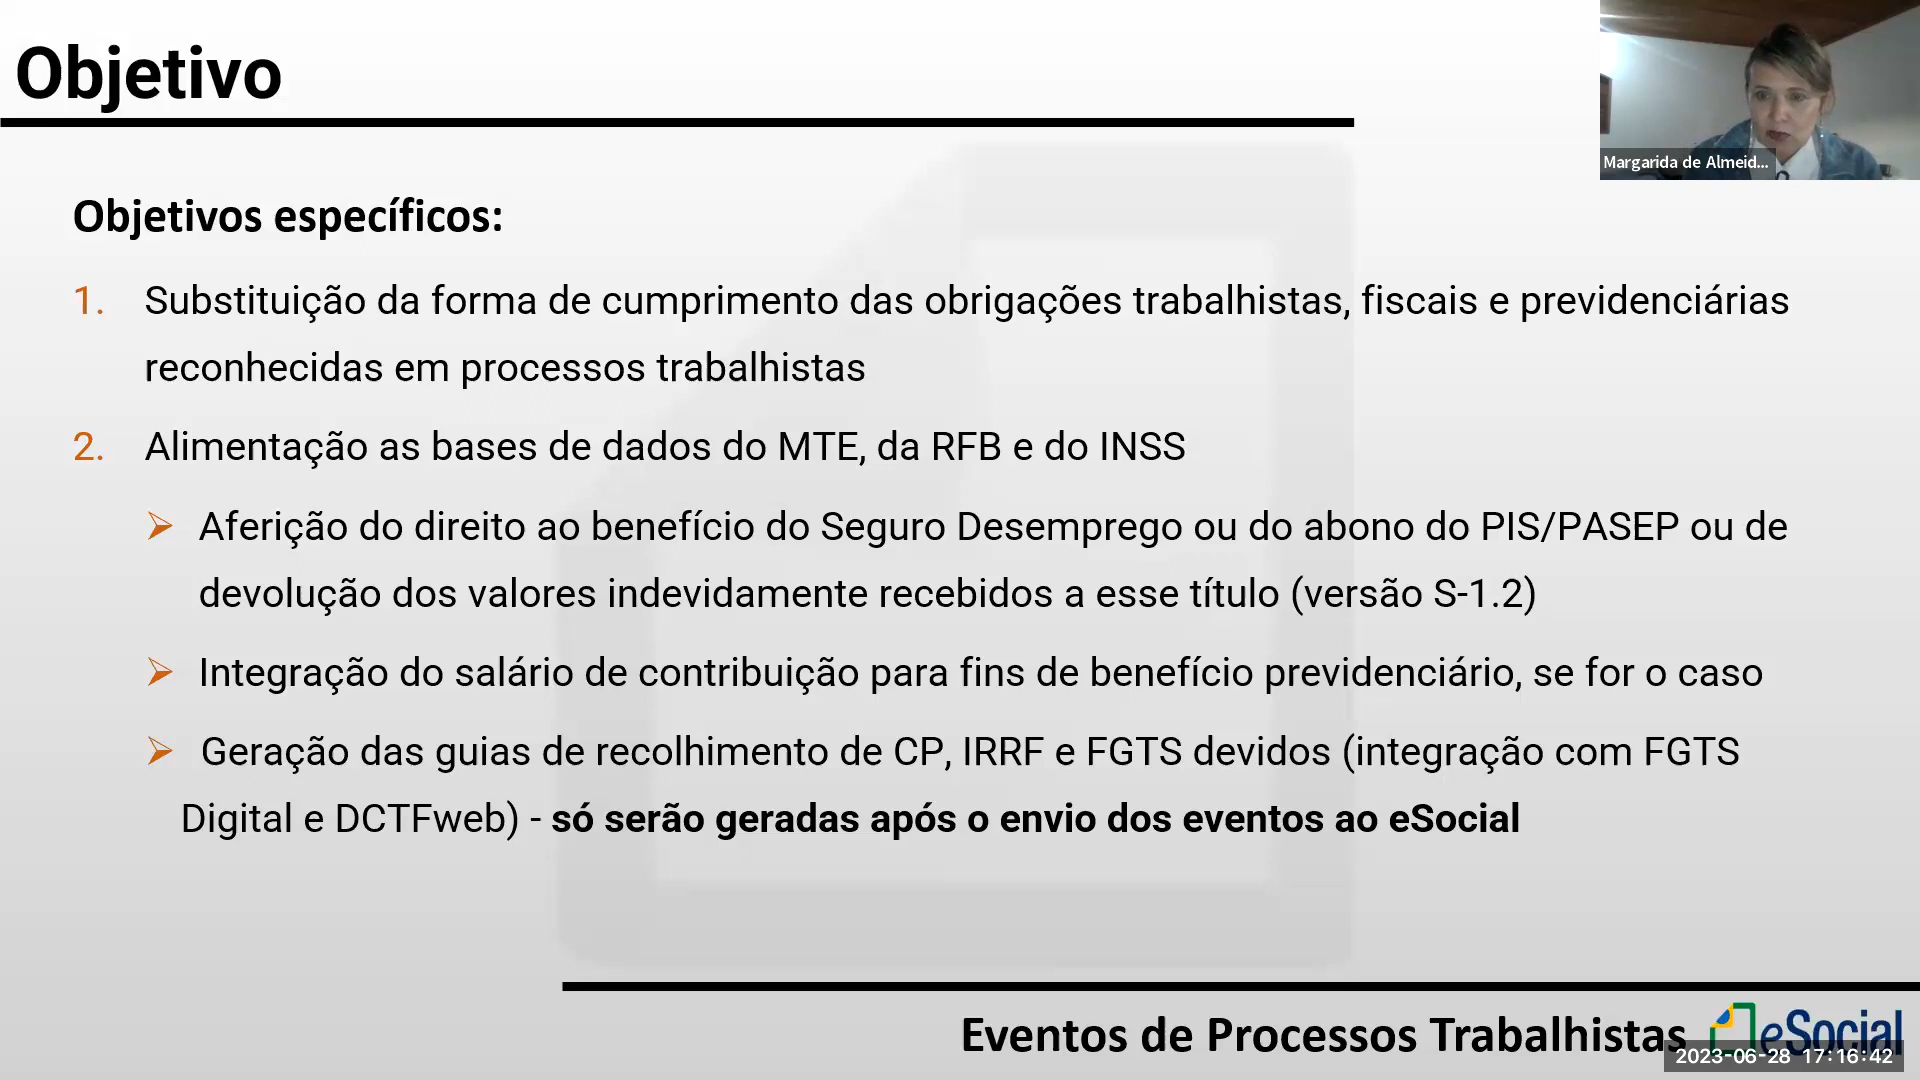 Objetivo
Margarida de Almeid...
Objetivos específicos:
1. Substituição da forma de cumprimento das obrigações trabalhistas, fiscais e previdenciárias
reconhecidas em processos trabalhistas
2. Alimentação as bases de dados do MTE, da RFB e do INSS
➢ Aferição do direito ao benefício do Seguro Desemprego ou do abono do PIS/PASEP ou de
devolução dos valores indevidamente recebidos a esse título (versão S-1.2)
➢ Integração do salário de contribuição para fins de benefício previdenciário, se for o caso
➢ Geração das guias de recolhimento de CP, IRRF e FGTS devidos (integração com FGTS
Digital e DCTFweb) - só serão geradas após o envio dos eventos ao eSocial
Eventos de Processos Trabalhistas
eSocial
2023-06-28 17:16:42